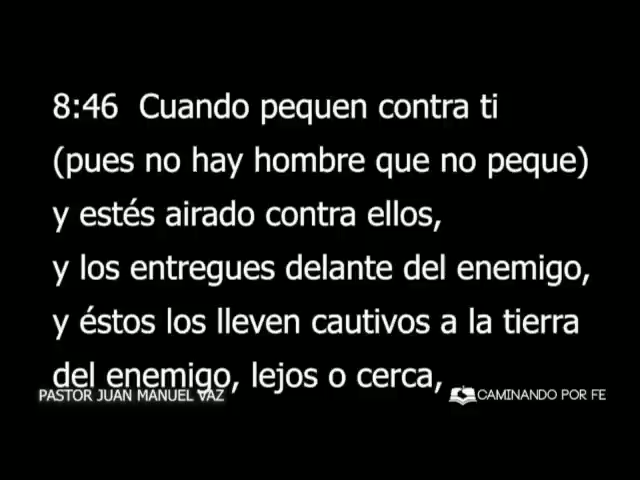 8:46 Cuando pequen contra ti
(pues no hay hombre que no peque)
y estés airado contra ellos,
y los entregues delante del enemigo,
y éstos los lleven cautivos a la tierra
del enemigo, lejos o cerca,
PASTOR JUAN MANUEL VAZ
CAMINANDO POR FE